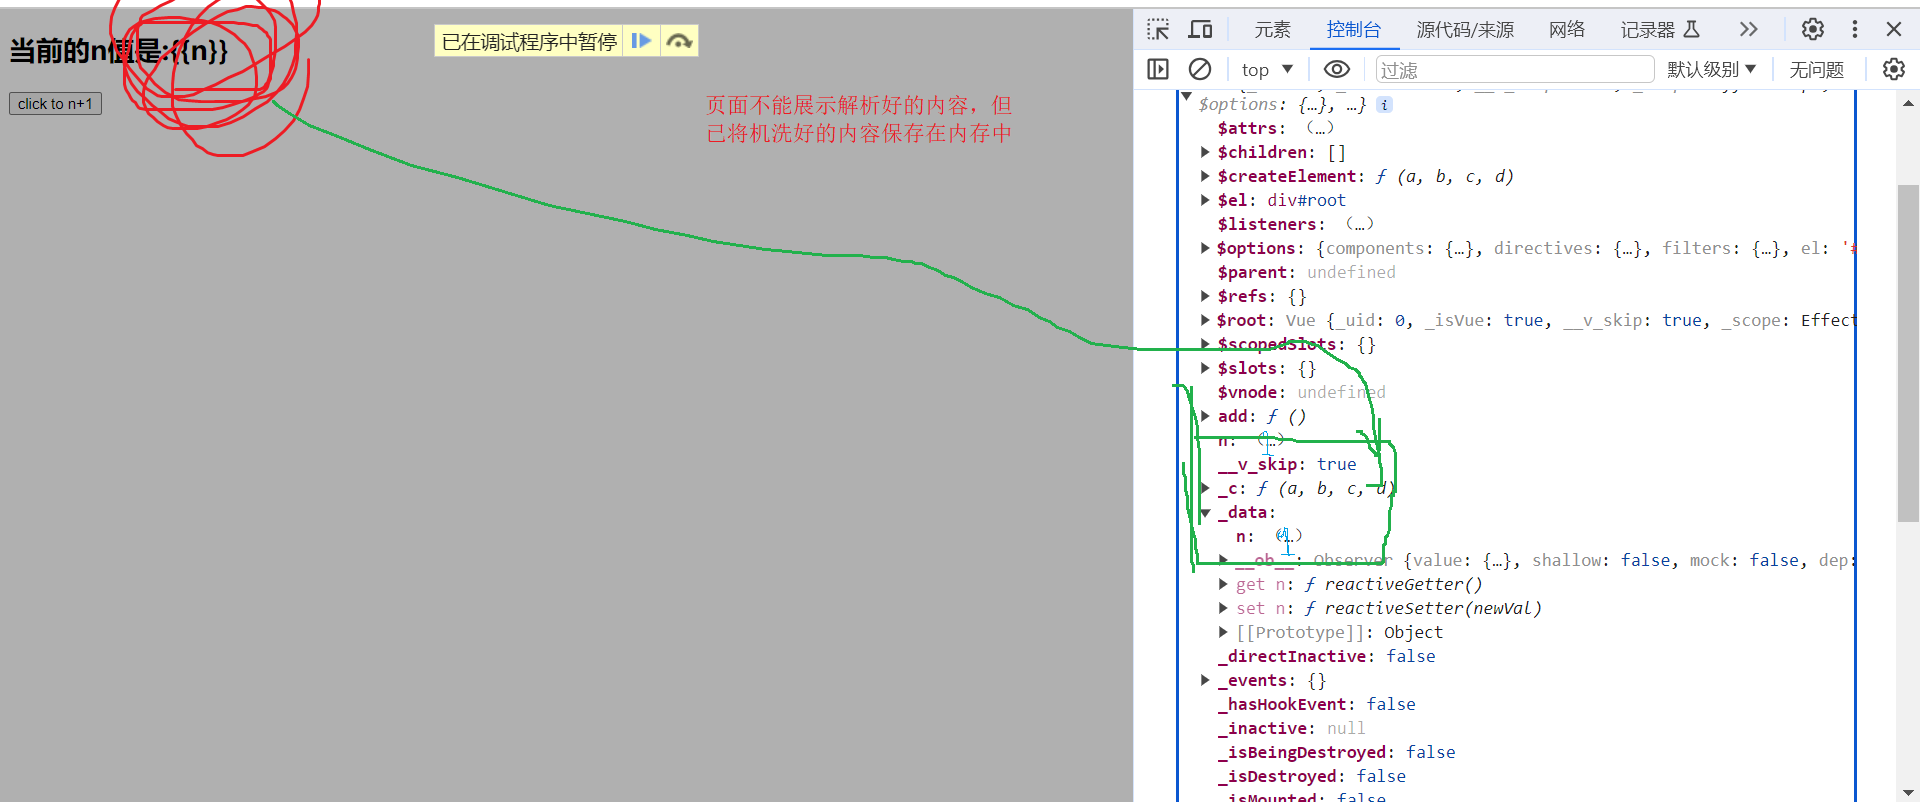 当前的n值是:{{n}}
click to n+1
已在调试程序中暂停
页面不能展示解析好的内容，但
已将机洗好的内容保存在内存中
元素 控制台 源代码/来源 网络 记录器
top 过滤 默认级别 无问题
$options: {…}, …} i
$attrs: (…)
$children: []
$createElement: ƒ (a, b, c, d)
$el: div#root
$listeners: (…)
$options: {components: {…}, directives: {…}, filters: {…}, el: '#
$parent: undefined
$refs: {}
$root: Vue {_uid: 0, _isVue: true, __v_skip: true, _scope: Effect
$scopedSlots: {}
$slots: {}
$vnode: undefined
add: ƒ ()
n: (…)
__v_skip: true
_c: ƒ (a, b, c, d)
_data:
n: (…)
__ob__: Observer {value: {…}, shallow: false, mock: false, dep:
get n: ƒ reactiveGetter()
set n: ƒ reactiveSetter(newVal)
[[Prototype]]: Object
_directInactive: false
_events: {}
_hasHookEvent: false
_inactive: null
_isBeingDestroyed: false
_isDestroyed: false
_isMounted: false